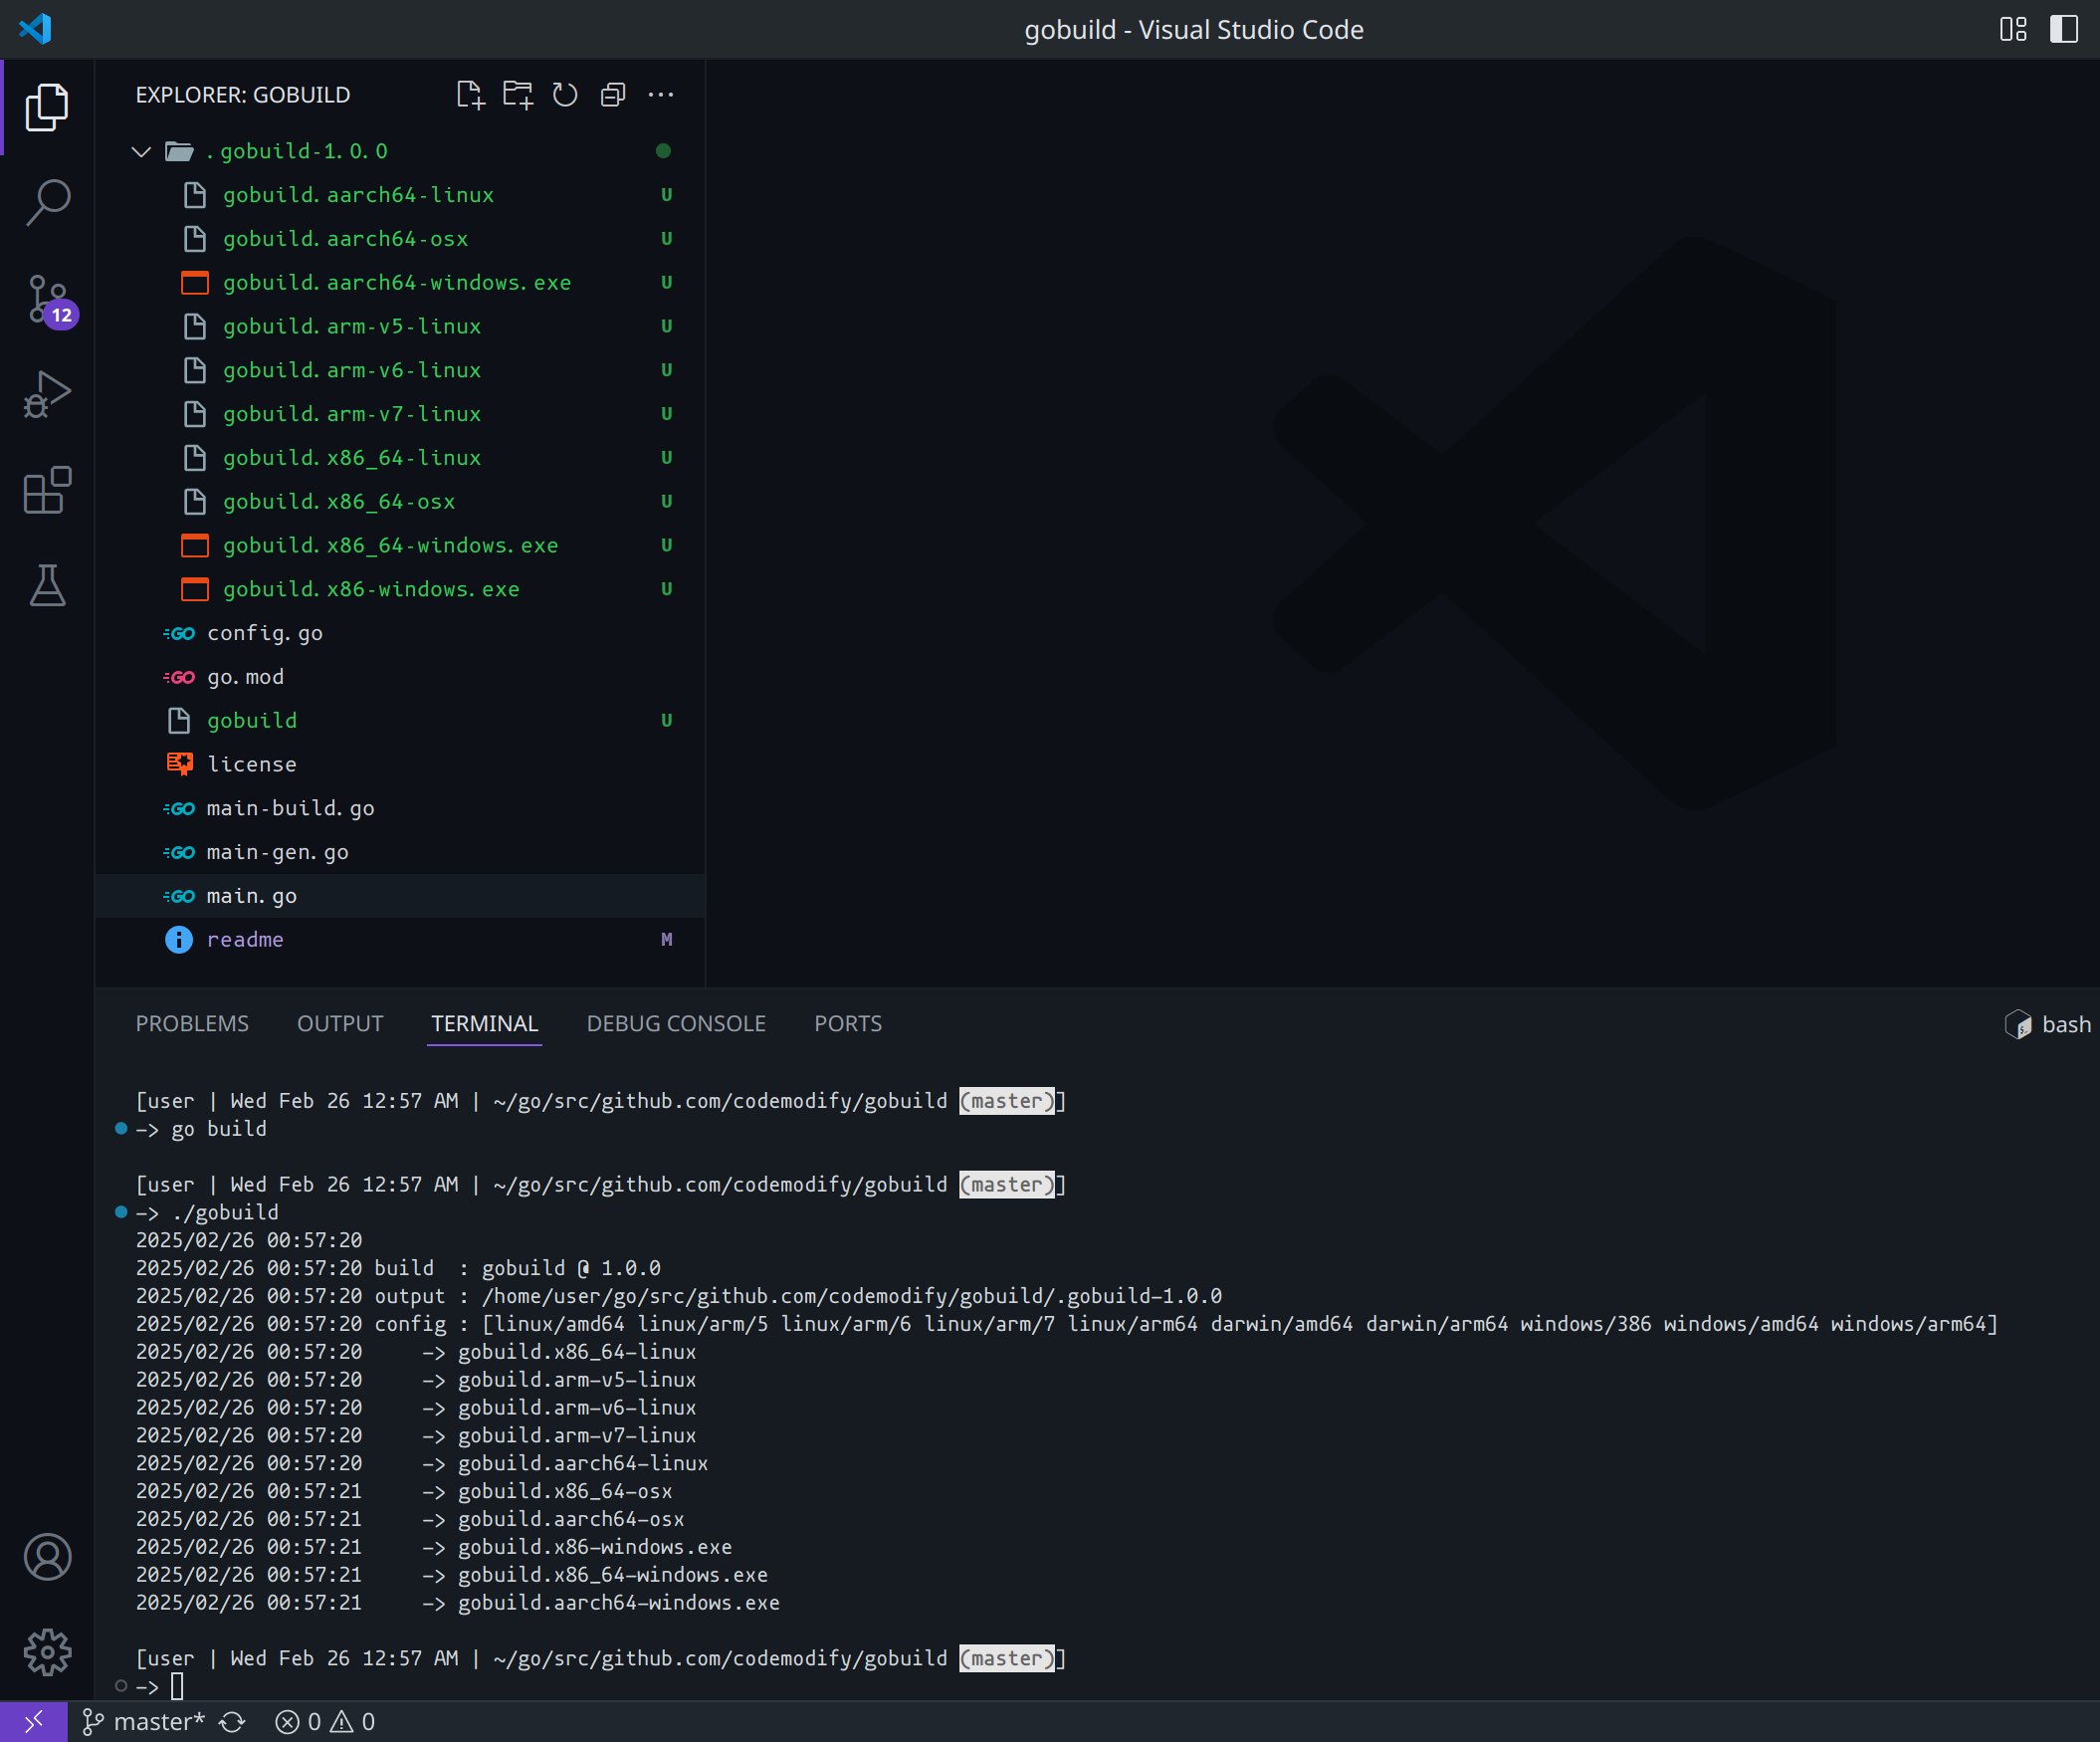 gobuild - Visual Studio Code
EXPLORER: GOBUILD
.gobuild-1.0.0
gobuild.aarch64-linux U
gobuild.aarch64-osx U
gobuild.aarch64-windows.exe U
gobuild.arm-v5-linux U
gobuild.arm-v6-linux U
gobuild.arm-v7-linux U
gobuild.x86_64-linux U
gobuild.x86_64-osx U
gobuild.x86_64-windows.exe U
gobuild.x86-windows.exe U
GO config.go
GO go.mod
gobuild U
license
GO main-build.go
GO main-gen.go
GO main.go
readme M
12
PROBLEMS OUTPUT TERMINAL DEBUG CONSOLE PORTS bash
[user | Wed Feb 26 12:57 AM | ~/go/src/github.com/codemodify/gobuild (master)]
-> go build
[user | Wed Feb 26 12:57 AM | ~/go/src/github.com/codemodify/gobuild (master)]
-> ./gobuild
2025/02/26 00:57:20
2025/02/26 00:57:20 build  : gobuild @ 1.0.0
2025/02/26 00:57:20 output : /home/user/go/src/github.com/codemodify/gobuild/.gobuild-1.0.0
2025/02/26 00:57:20 config : [linux/amd64 linux/arm/5 linux/arm/6 linux/arm/7 linux/arm64 darwin/amd64 darwin/arm64 windows/386 windows/amd64 windows/arm64]
2025/02/26 00:57:20     -> gobuild.x86_64-linux
2025/02/26 00:57:20     -> gobuild.arm-v5-linux
2025/02/26 00:57:20     -> gobuild.arm-v6-linux
2025/02/26 00:57:20     -> gobuild.arm-v7-linux
2025/02/26 00:57:20     -> gobuild.aarch64-linux
2025/02/26 00:57:21     -> gobuild.x86_64-osx
2025/02/26 00:57:21     -> gobuild.aarch64-osx
2025/02/26 00:57:21     -> gobuild.x86-windows.exe
2025/02/26 00:57:21     -> gobuild.x86_64-windows.exe
2025/02/26 00:57:21     -> gobuild.aarch64-windows.exe
[user | Wed Feb 26 12:57 AM | ~/go/src/github.com/codemodify/gobuild (master)]
->
master* 0 0